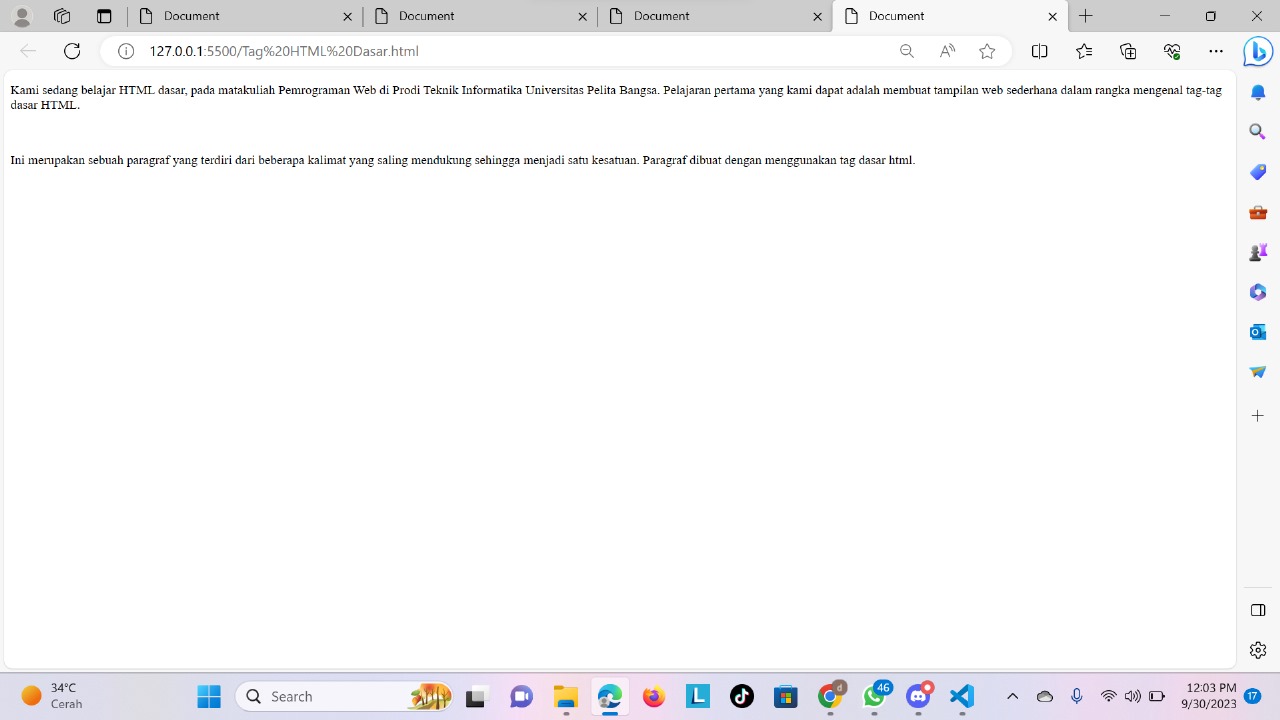 Document
Document
Document
Document
127.0.0.1:5500/Tag%20HTML%20Dasar.html
Kami sedang belajar HTML dasar, pada matakuliah Pemrograman Web di Prodi Teknik Informatika Universitas Pelita Bangsa. Pelajaran pertama yang kami dapat adalah membuat tampilan web sederhana dalam rangka mengenal tag-tag
dasar HTML.
Ini merupakan sebuah paragraf yang terdiri dari beberapa kalimat yang saling mendukung sehingga menjadi satu kesatuan. Paragraf dibuat dengan menggunakan tag dasar html.
34°C
Cerah
Search
d
46
12:03 PM
9/30/2023
17